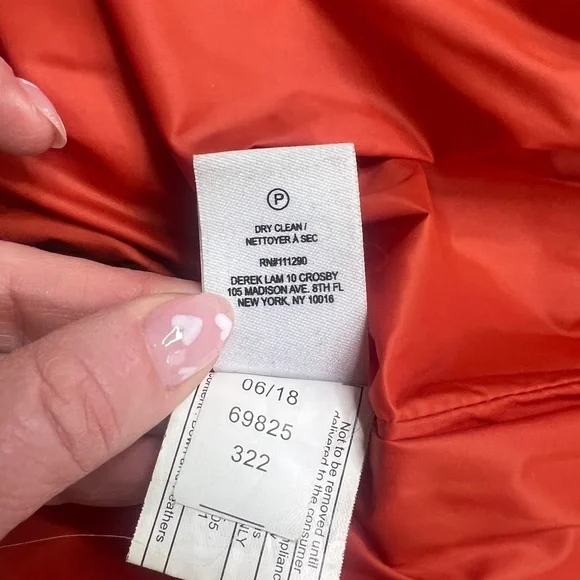 P
DRY CLEAN /
NETTOYER À SEC
RN#111290
DEREK LAM 10 CROSBY
105 MADISON AVE. 8TH FL
NEW YORK, NY 10016
06/18
69825
322
Not to be removed until
delivered to the consumer